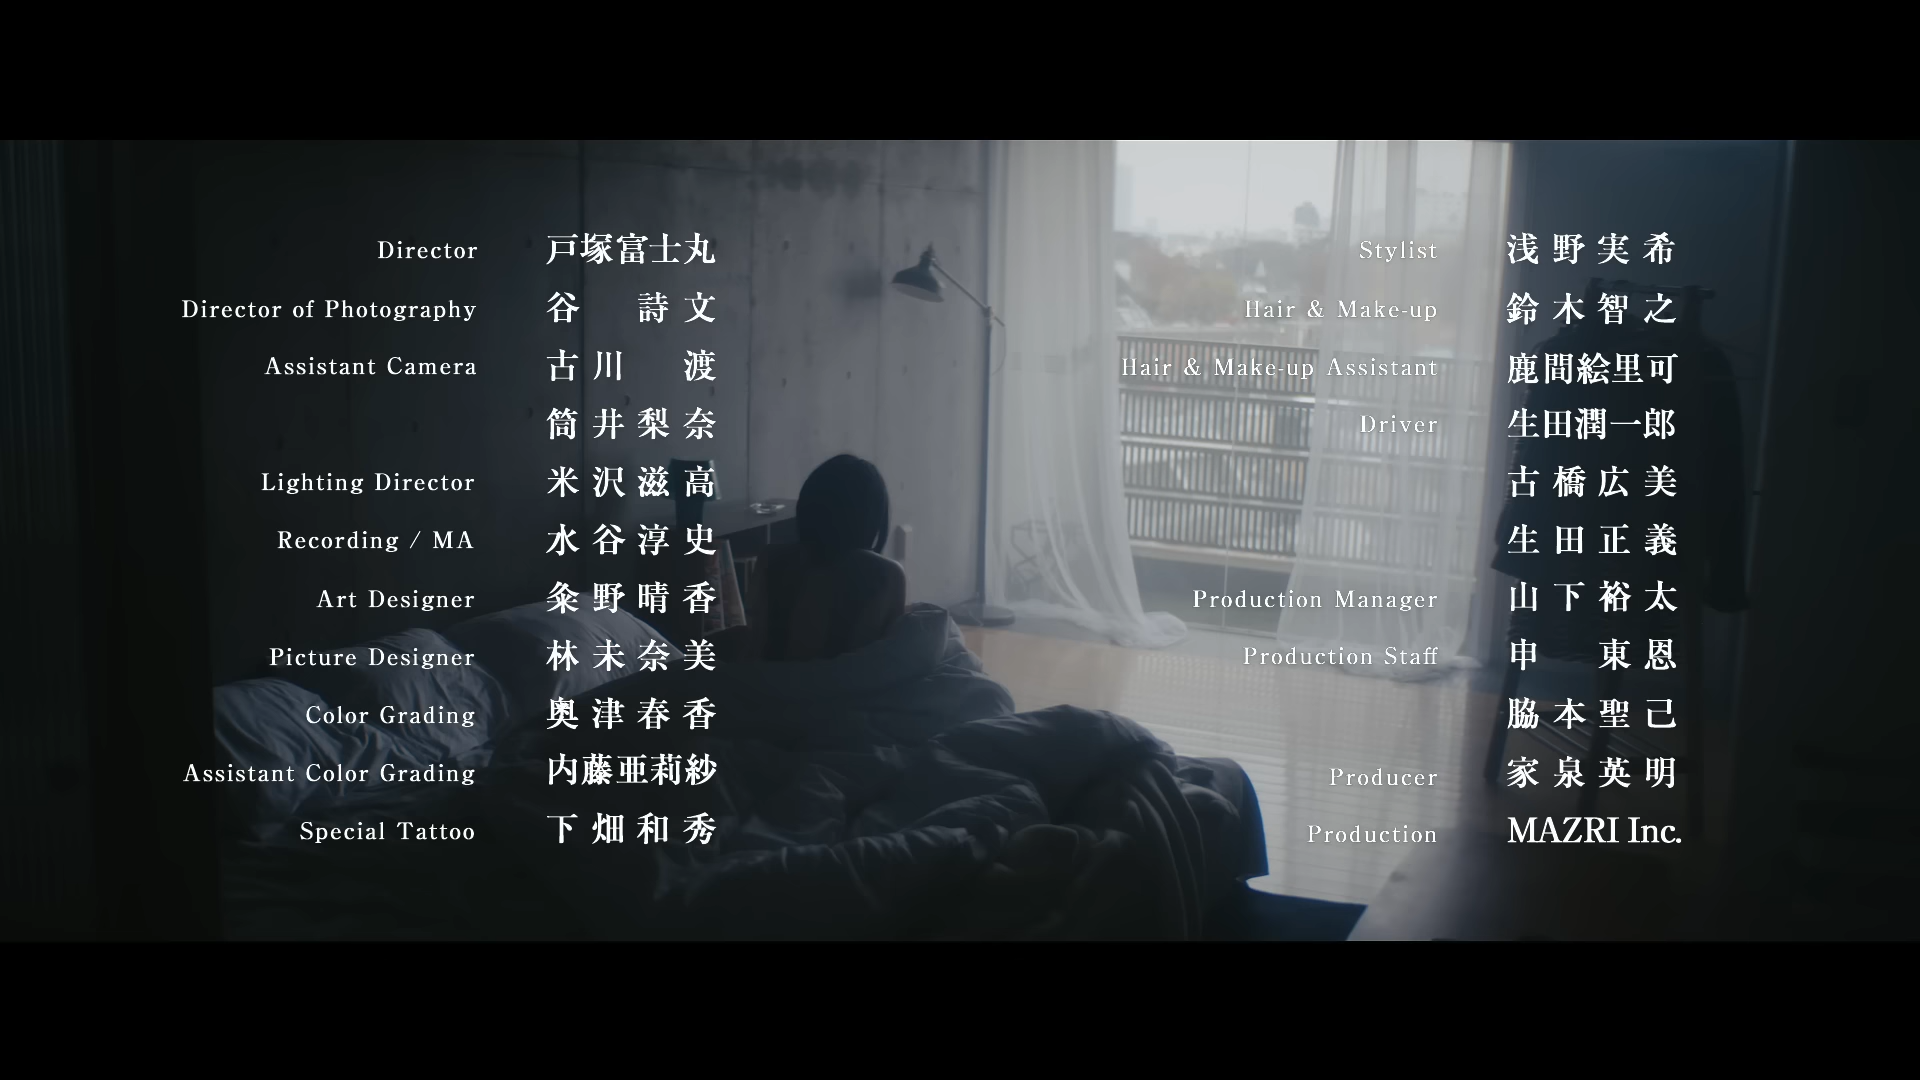 Director 戸塚富士丸
Director of Photography 谷 詩文
Assistant Camera 古川 渡
筒井梨奈
Lighting Director 米沢滋高
Recording / MA 水谷淳史
Art Designer 粂野晴香
Picture Designer 林未奈美
Color Grading 奥津春香
Assistant Color Grading 内藤亜莉紗
Special Tattoo 下畑和秀
Stylist 浅野実希
Hair & Make-up 鈴木智之
Hair & Make-up Assistant 鹿間絵里可
Driver 生田潤一郎
古橋広美
生田正義
Production Manager 山下裕太
Production Staff 申 東恩
脇本聖己
Producer 家泉英明
Production MAZRI Inc.